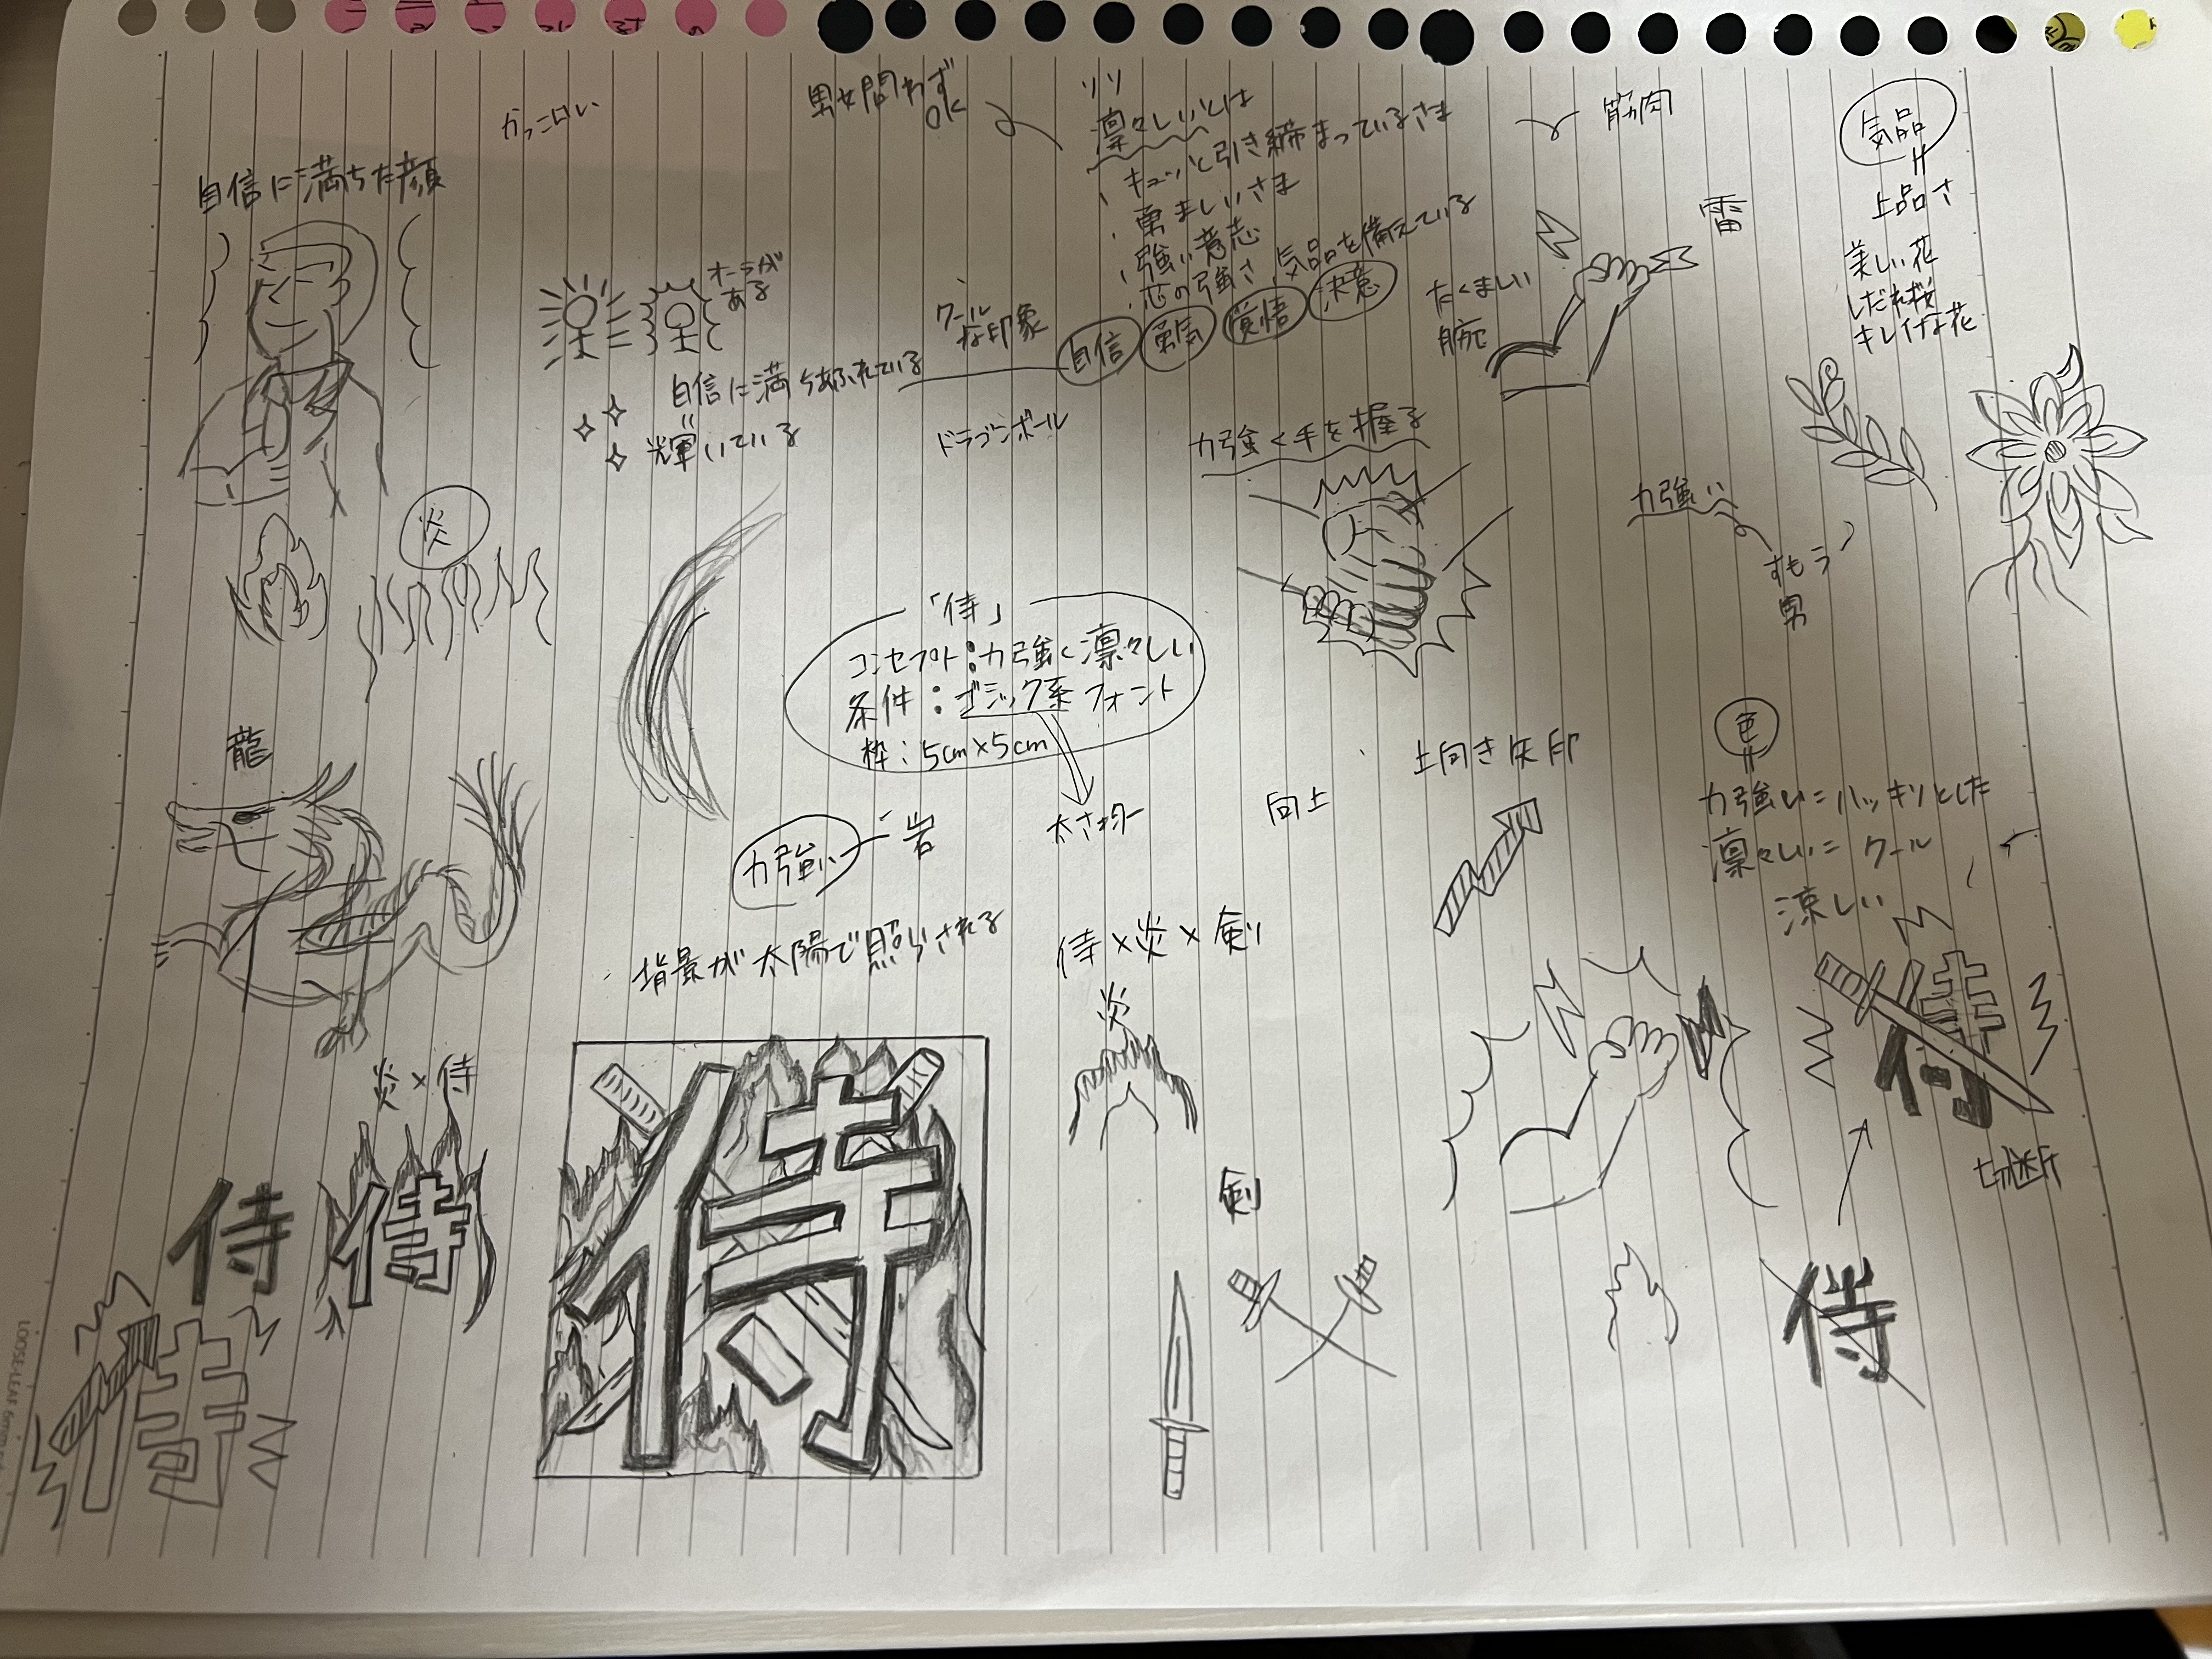 かっこいい
男女問わず
OK
リリ
凛々しいとは
・キュッと引き締まっているさま
・勇ましいさま
・強い意志
・芯の強さ・気品を備えている
自信
勇気
覚悟
決意
筋肉
気品
=
上品さ
美しい花
しだれ桜
キレイな花
自信に満ちた顔
オーラが
ある
クール
な印象
自信に満ちあふれている
=
輝いている
ドラゴンボール
雷
たくましい
腕
力強く手を握る
力強い
すもう
男
炎
「侍」
コンセプト:力強く凛々しい
条件:ゴシック系フォント
枠:5cm×5cm
太さ均一
龍
力強い
岩
向上
上向き矢印
色
=
力強い=ハッキリとした
凛々しい=クール
涼しい
背景が太陽で照らされる
侍×炎×剣
炎
炎×侍
侍
侍
侍
侍
剣
侍
切断
侍
LOOSE-LEAF 6mm